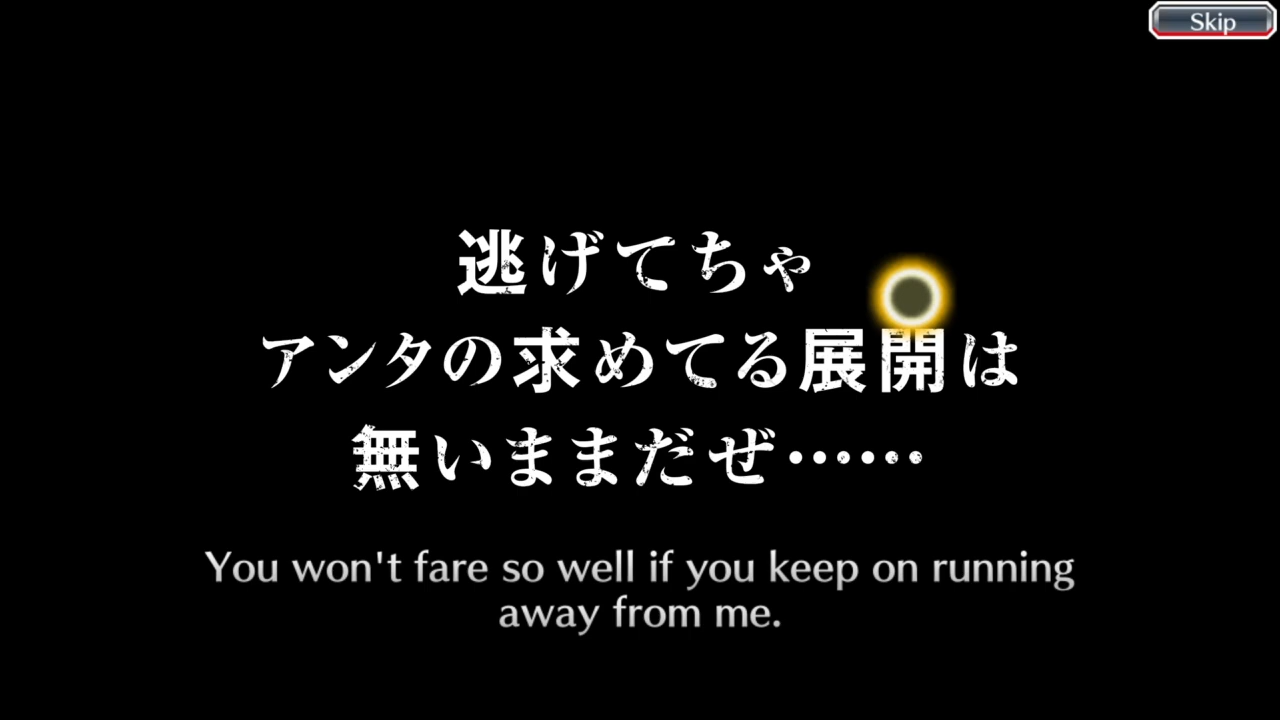 Skip
逃げてちゃ
アンタの求めてる展開は
無いままだぜ……
You won't fare so well if you keep on running
away from me.